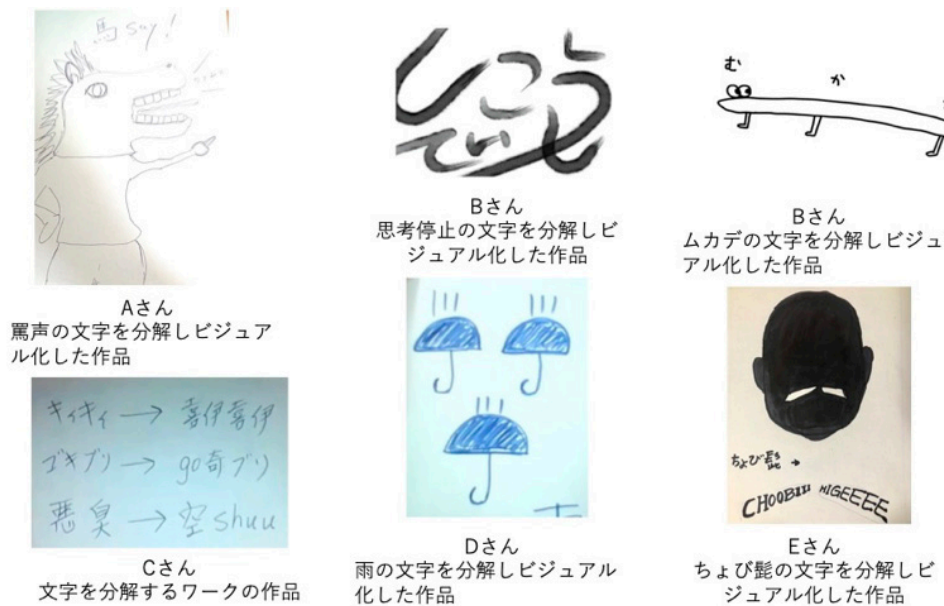 馬 say!
Aさん
罵声の文字を分解しビジュア
ル化した作品
しこう
ていし
Bさん
思考停止の文字を分解しビ
ジュアル化した作品
む
か
Bさん
ムカデの文字を分解しビジュ
アル化した作品
キィキィ → 喜伊喜伊
ゴキブリ → go奇ブリ
悪臭 → 空shuu
Cさん
文字を分解するワークの作品
Dさん
雨の文字を分解しビジュアル
化した作品
ちょび髭 →
CHOOBIII HIGEEEE
Eさん
ちょび髭の文字を分解しビ
ジュアル化した作品